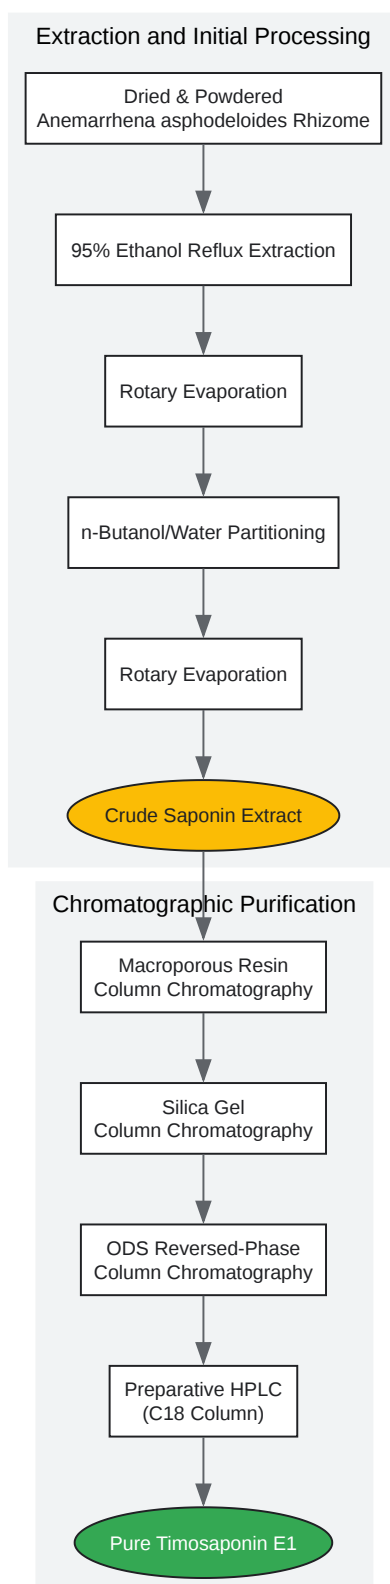 Extraction and Initial Processing
Dried & Powdered
Anemarrhena asphodeloides Rhizome
95% Ethanol Reflux Extraction
Rotary Evaporation
n-Butanol/Water Partitioning
Rotary Evaporation
Crude Saponin Extract
Chromatographic Purification
Macroporous Resin
Column Chromatography
Silica Gel
Column Chromatography
ODS Reversed-Phase
Column Chromatography
Preparative HPLC
(C18 Column)
Pure Timosaponin E1